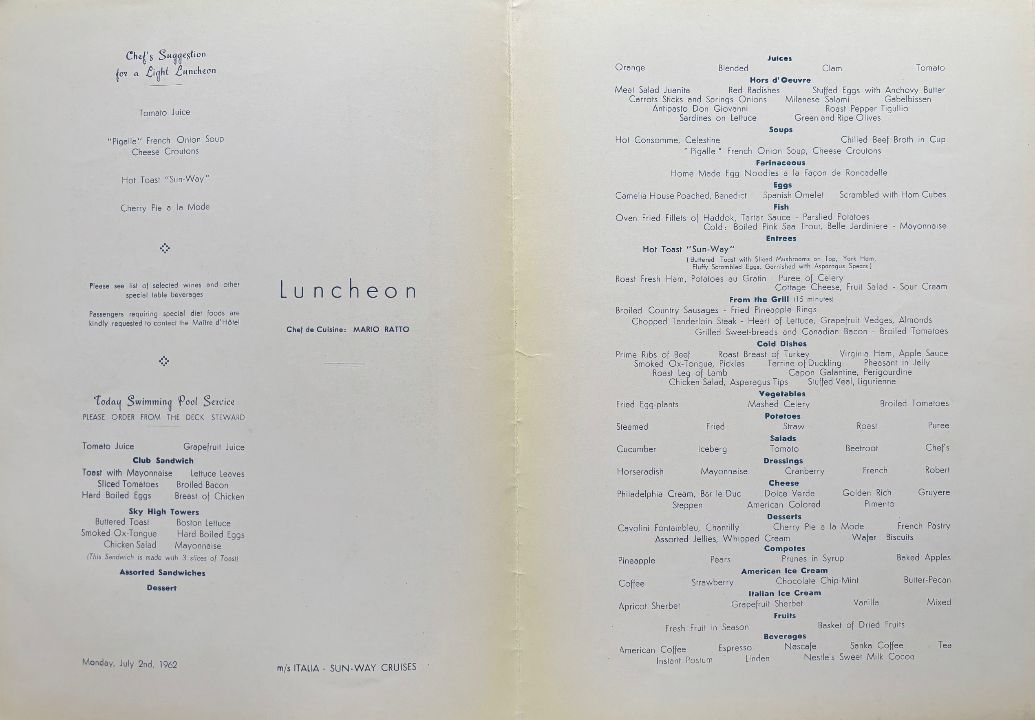 Chef's Suggestion
for a Light Luncheon
Tomato Juice
"Pigalle" French Onion Soup
Cheese Croutons
Hot Toast "Sun-Way"
Cherry Pie a la Mode
Please see list of selected wines and other
special table beverages
Passengers requiring special diet foods are
kindly requested to contact the Maître d'Hôtel
Today Swimming Pool Service
PLEASE ORDER FROM THE DECK STEWARD
Tomato Juice Grapefruit Juice
Club Sandwich
Toast with Mayonnaise Lettuce Leaves
Sliced Tomatoes Broiled Bacon
Hard Boiled Eggs Breast of Chicken
Sky High Towers
Buttered Toast Boston Lettuce
Smoked Ox-Tongue Hard Boiled Eggs
Chicken Salad Mayonnaise
(This Sandwich is made with 3 slices of Toast)
Assorted Sandwiches
Dessert
Monday, July 2nd, 1962
Luncheon
Chef de Cuisine: MARIO RATTO
m/s ITALIA - SUN-WAY CRUISES
Juices
Orange Blended Clam Tomato
Hors d'Oeuvre
Meat Salad Juanita Red Radishes Stuffed Eggs with Anchovy Butter
Carrots Sticks and Springs Onions Milanese Salami Gabelbissen
Antipasto Don Giovanni Roast Pepper Tigullio
Sardines on Lettuce Green and Ripe Olives
Soups
Hot Consomme, Celestine Chilled Beef Broth in Cup
"Pigalle" French Onion Soup, Cheese Croutons
Farinaceous
Home Made Egg Noodles a la Façon de Roncadelle
Eggs
Camelia House Poached, Benedict Spanish Omelet Scrambled with Ham Cubes
Fish
Oven Fried Fillets of Haddok, Tartar Sauce - Parslied Potatoes
Cold: Boiled Pink Sea Trout, Belle Jardiniere - Mayonnaise
Entrees
Hot Toast "Sun-Way"
(Buttered Toast with Sliced Mushrooms on Top, York Ham,
Fluffy Scrambled Eggs, Garnished with Asparagus Spears)
Roast Fresh Ham, Potatoes au Gratin Puree of Celery
Cottage Cheese, Fruit Salad - Sour Cream
From the Grill (15 minutes)
Broiled Country Sausages - Fried Pineapple Rings
Chopped Tenderloin Steak - Heart of Lettuce, Grapefruit Vedges, Almonds
Grilled Sweet-breads and Canadian Bacon - Broiled Tomatoes
Cold Dishes
Prime Ribs of Beef Roast Breast of Turkey Virginia Ham, Apple Sauce
Smoked Ox-Tongue, Pickles Terrine of Duckling Pheasant in Jelly
Roast Leg of Lamb Capon Galantine, Perigourdine
Chicken Salad, Asparagus Tips Stuffed Veal, Ligurienne
Vegetables
Fried Egg-plants Mashed Celery Broiled Tomatoes
Potatoes
Steamed Fried Straw Roast Puree
Salads
Cucumber Iceberg Tomato Beetroot Chef's
Dressings
Horseradish Mayonnaise Cranberry French Robert
Cheese
Philadelphia Cream, Bar le Duc Dolce Verde Golden Rich Gruyere
Steppen American Colored Pimento
Desserts
Cavolini Fontainbleu, Chantilly Cherry Pie a la Mode French Pastry
Assorted Jellies, Whipped Cream Wafer Biscuits
Compotes
Pineapple Pears Prunes in Syrup Baked Apples
American Ice Cream
Coffee Strawberry Chocolate Chip Mint Butter-Pecan
Italian Ice Cream
Apricot Sherbet Grapefruit Sherbet Vanilla Mixed
Fruits
Fresh Fruit in Season Basket of Dried Fruits
Beverages
American Coffee Espresso Nescafe Sanka Coffee Tea
Instant Postum Linden Nestle's Sweet Milk Cocoa